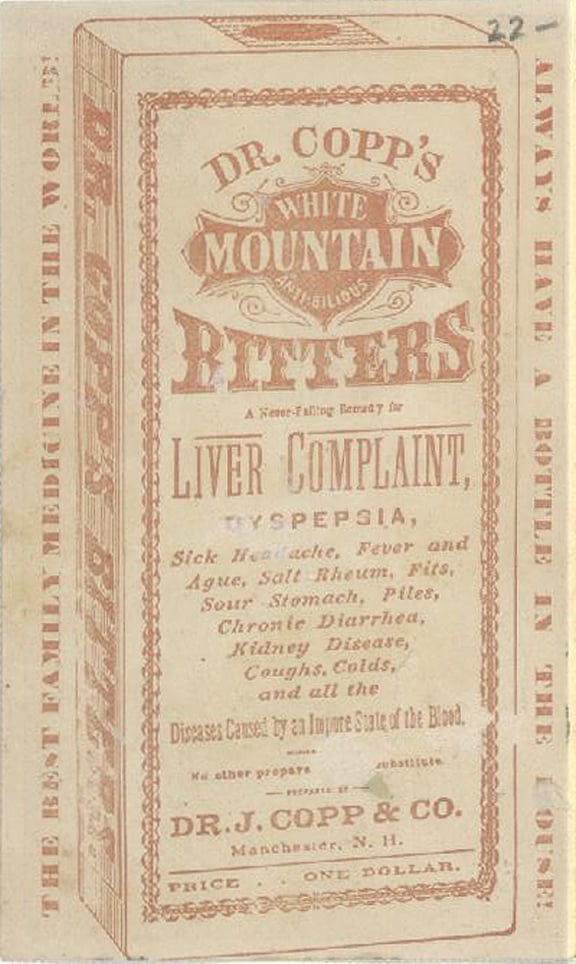 22-
THE BEST FAMILY MEDICINE IN THE WORLD!
DR. COPP'S BITTERS
DR. COPP'S
WHITE
MOUNTAIN
ANTI-BILIOUS
BITTERS
A Never-Failing Remedy for
LIVER COMPLAINT,
DYSPEPSIA,
Sick Headache, Fever and
Ague, Salt Rheum, Fits,
Sour Stomach, Piles,
Chronic Diarrhea,
Kidney Disease,
Coughs, Colds,
and all the
Diseases Caused by an Impure State of the Blood.
No other prepara substitute
PREPARED BY
DR. J. COPP & CO.
Manchester, N. H.
PRICE . . ONE DOLLAR.
ALWAYS HAVE A BOTTLE IN THE HOUSE!